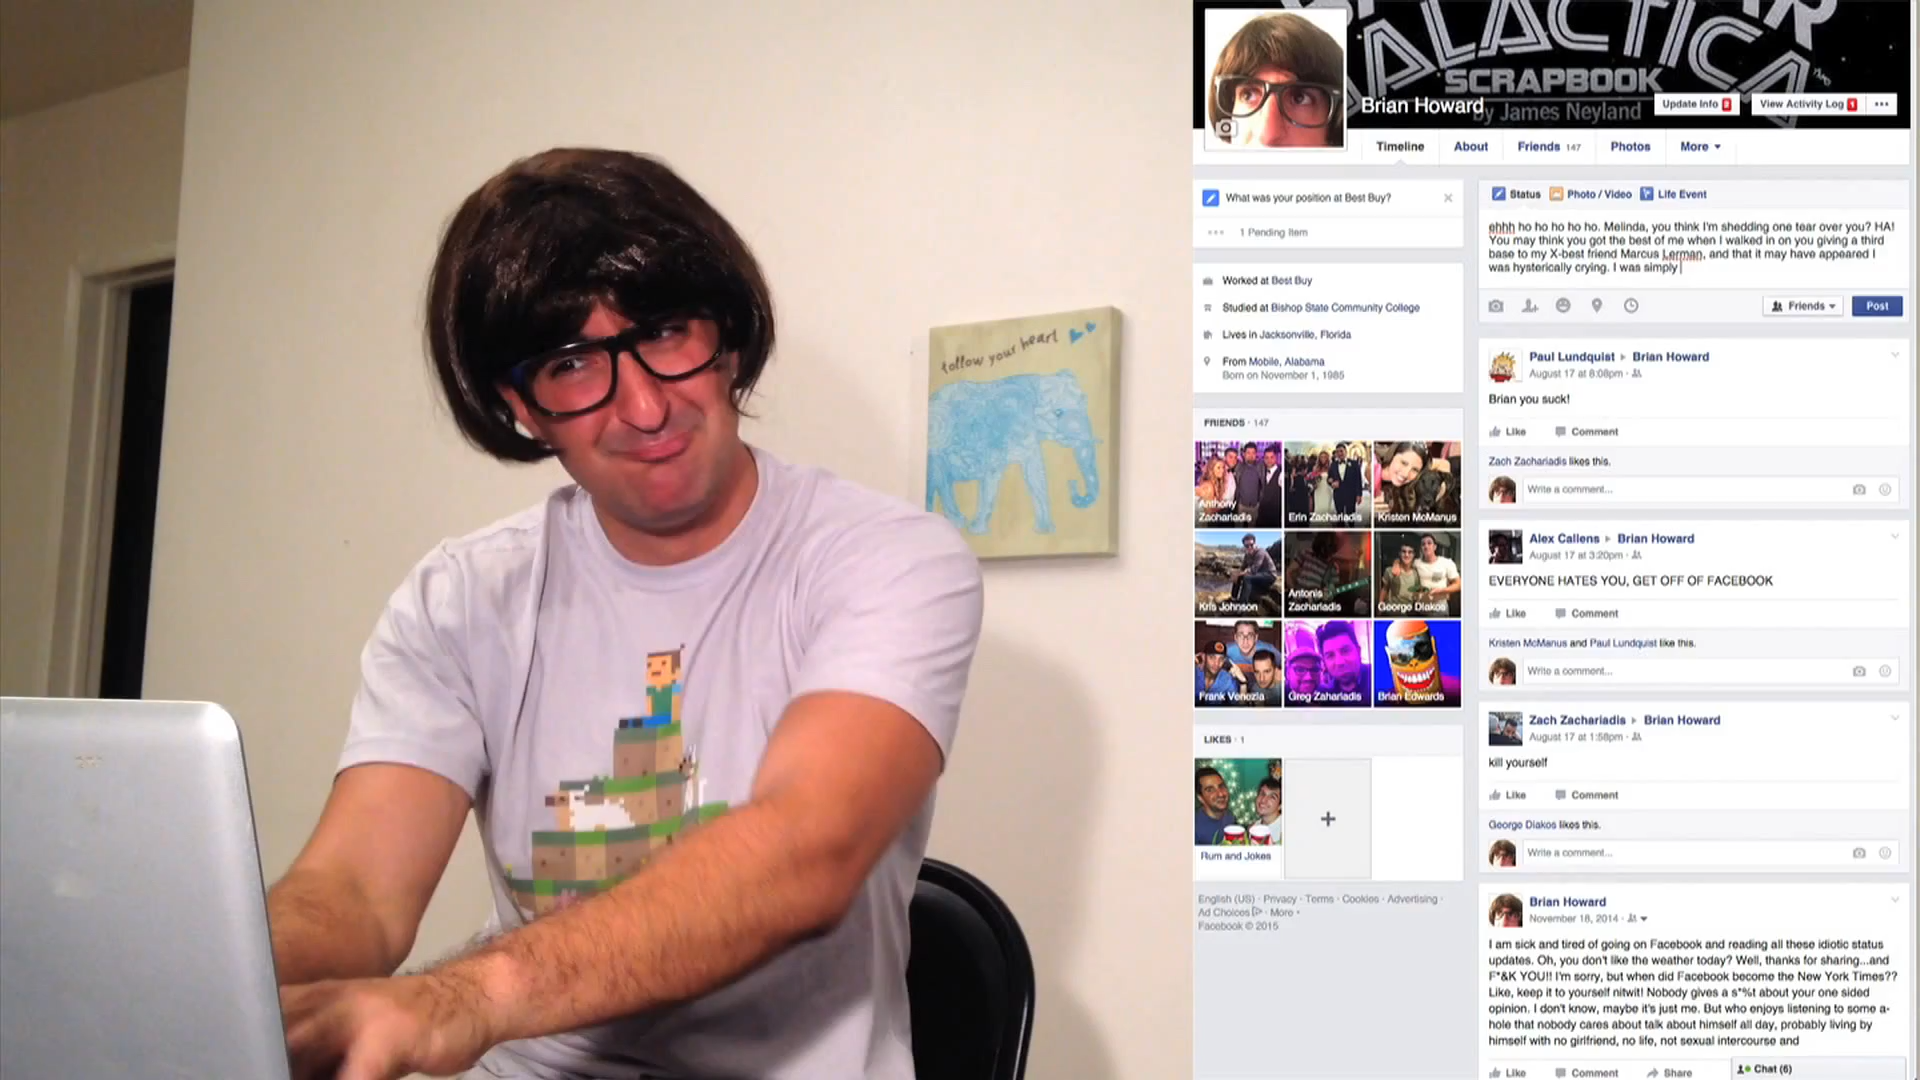 follow your heart
GALACTICA
SCRAPBOOK
by James Neyland
Brian Howard
Update Info 2
View Activity Log 1
Timeline
About
Friends 147
Photos
More
What was your position at Best Buy?
1 Pending Item
Worked at Best Buy
Studied at Bishop State Community College
Lives in Jacksonville, Florida
From Mobile, Alabama
Born on November 1, 1985
FRIENDS · 147
Anthony Zachariadis
Erin Zachariadis
Kristen McManus
Kris Johnson
Antonis Zachariadis
George Diakos
Frank Venezia
Greg Zahariadis
Brian Edwards
LIKES · 1
Rum and Jokes
English (US) · Privacy · Terms · Cookies · Advertising ·
Ad Choices · More
Facebook © 2015
Status
Photo / Video
Life Event
ehhh ho ho ho ho ho. Melinda, you think I'm shedding one tear over you? HA!
You may think you got the best of me when I walked in on you giving a third
base to my X-best friend Marcus Lerman, and that it may have appeared I
was hysterically crying. I was simply
Friends
Post
Paul Lundquist ▸ Brian Howard
August 17 at 8:08pm ·
Brian you suck!
Like Comment
Zach Zachariadis likes this.
Write a comment...
Alex Callens ▸ Brian Howard
August 17 at 3:20pm ·
EVERYONE HATES YOU, GET OFF OF FACEBOOK
Like Comment
Kristen McManus and Paul Lundquist like this.
Write a comment...
Zach Zachariadis ▸ Brian Howard
August 17 at 1:58pm ·
kill yourself
Like Comment
George Diakos likes this.
Write a comment...
Brian Howard
November 18, 2014 ·
I am sick and tired of going on Facebook and reading all these idiotic status
updates. Oh, you don't like the weather today? Well, thanks for sharing...and
F*&K YOU!! I'm sorry, but when did Facebook become the New York Times??
Like, keep it to yourself nitwit! Nobody gives a s*%t about your one sided
opinion. I don't know, maybe it's just me. But who enjoys listening to some a-
hole that nobody cares about talk about himself all day, probably living by
himself with no girlfriend, no life, not sexual intercourse and
Like Comment Share
Chat (6)